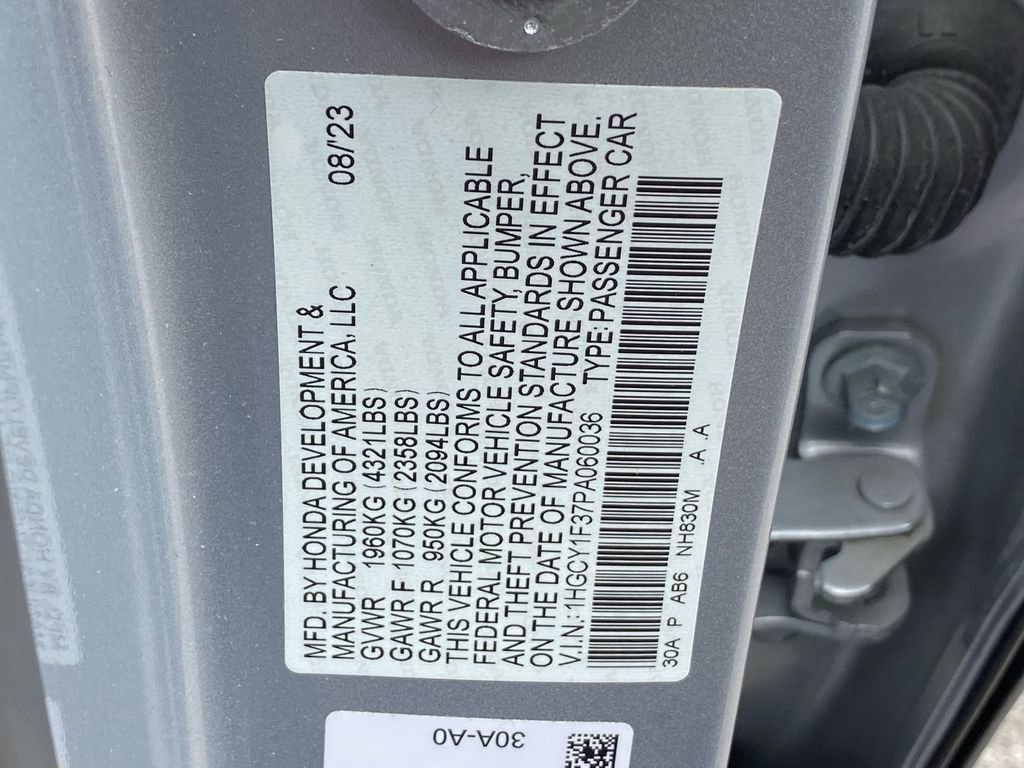 MFD. BY HONDA DEVELOPMENT &
MANUFACTURING OF AMERICA, LLC 08/'23
GVWR 1960KG (4321LBS)
GAWR F 1070KG (2358LBS)
GAWR R 950KG (2094LBS)
THIS VEHICLE CONFORMS TO ALL APPLICABLE
FEDERAL MOTOR VEHICLE SAFETY, BUMPER,
AND THEFT PREVENTION STANDARDS IN EFFECT
ON THE DATE OF MANUFACTURE SHOWN ABOVE.
V.I.N.: 1HGCY1F37PA060036 TYPE: PASSENGER CAR
30A P AB6 NH830M .A .A
30A-A0